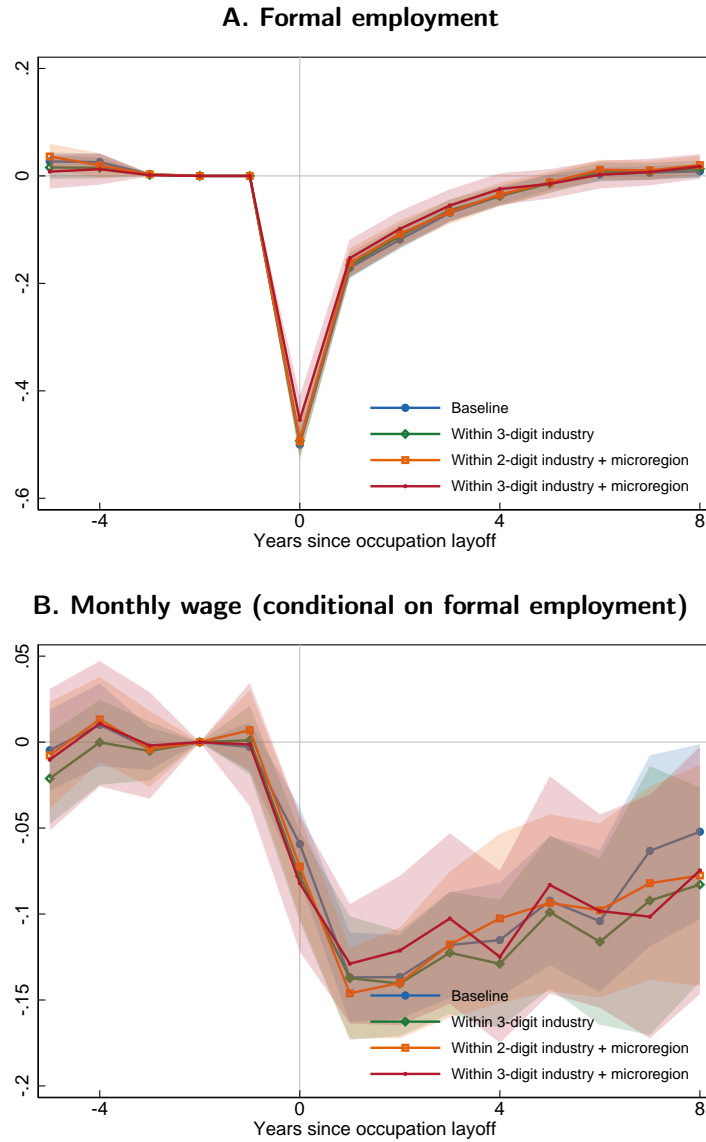 A. Formal employment
.2
0
-.2
-.4
-.6
Baseline
Within 3-digit industry
Within 2-digit industry + microregion
Within 3-digit industry + microregion
-4 0 4 8
Years since occupation layoff
B. Monthly wage (conditional on formal employment)
.05
0
-.05
-.1
-.15
-.2
Baseline
Within 3-digit industry
Within 2-digit industry + microregion
Within 3-digit industry + microregion
-4 0 4 8
Years since occupation layoff